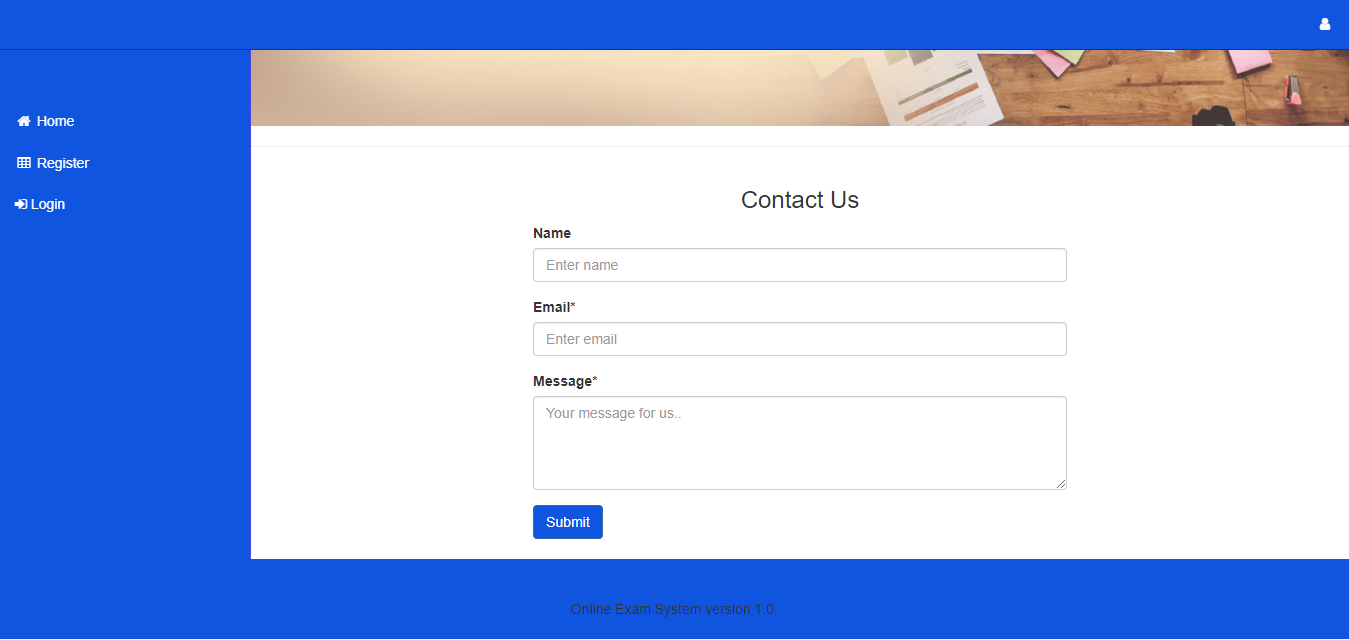 Home
Register
Login
Contact Us
Name
Enter name
Email*
Enter email
Message*
Your message for us..
Submit
Online Exam System version 1.0.